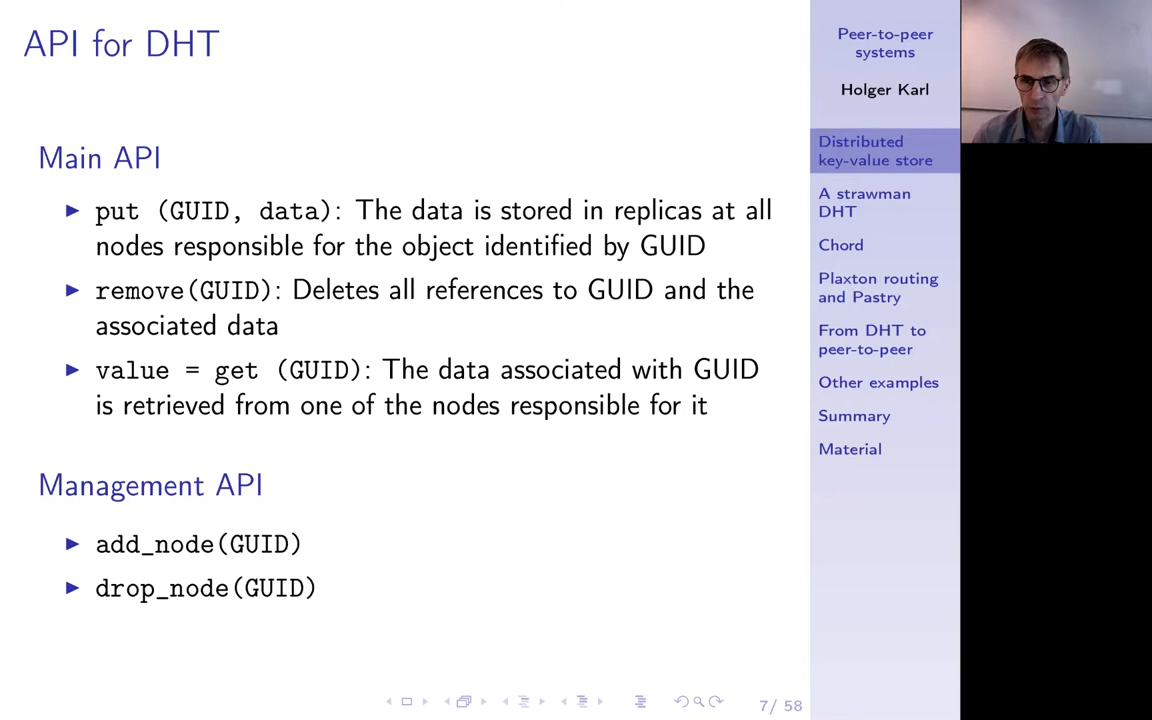 API for DHT
Main API
put (GUID, data): The data is stored in replicas at all
nodes responsible for the object identified by GUID
remove(GUID): Deletes all references to GUID and the
associated data
value = get (GUID): The data associated with GUID
is retrieved from one of the nodes responsible for it
Management API
add_node(GUID)
drop_node(GUID)
7/ 58
Peer-to-peer
systems
Holger Karl
Distributed
key-value store
A strawman
DHT
Chord
Plaxton routing
and Pastry
From DHT to
peer-to-peer
Other examples
Summary
Material